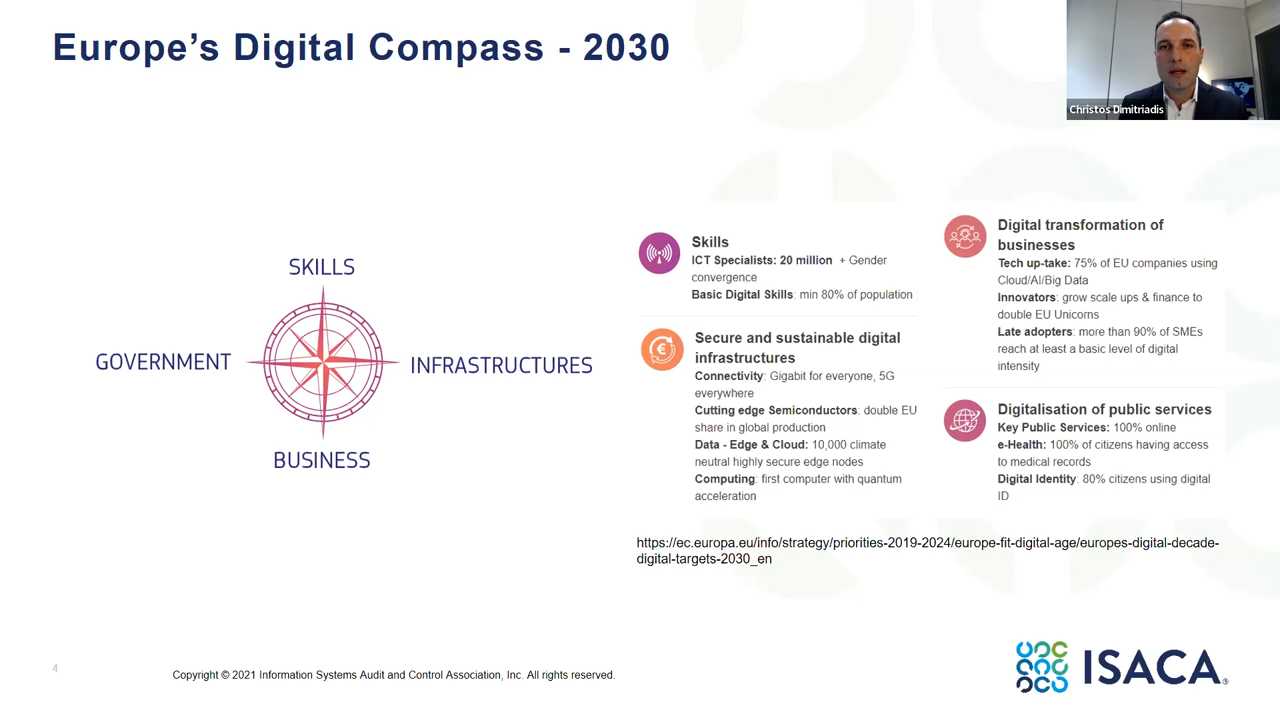 Europe's Digital Compass - 2030
Christos Dimitriadis
SKILLS
GOVERNMENT
INFRASTRUCTURES
BUSINESS
Skills
ICT Specialists: 20 million + Gender
convergence
Basic Digital Skills: min 80% of population
Secure and sustainable digital
infrastructures
Connectivity: Gigabit for everyone, 5G
everywhere
Cutting edge Semiconductors: double EU
share in global production
Data - Edge & Cloud: 10,000 climate
neutral highly secure edge nodes
Computing: first computer with quantum
acceleration
Digital transformation of
businesses
Tech up-take: 75% of EU companies using
Cloud/AI/Big Data
Innovators: grow scale ups & finance to
double EU Unicorns
Late adopters: more than 90% of SMEs
reach at least a basic level of digital
intensity
Digitalisation of public services
Key Public Services: 100% online
e-Health: 100% of citizens having access
to medical records
Digital Identity: 80% citizens using digital
ID
https://ec.europa.eu/info/strategy/priorities-2019-2024/europe-fit-digital-age/europes-digital-decade-
digital-targets-2030_en
4
Copyright © 2021 Information Systems Audit and Control Association, Inc. All rights reserved.
ISACA®